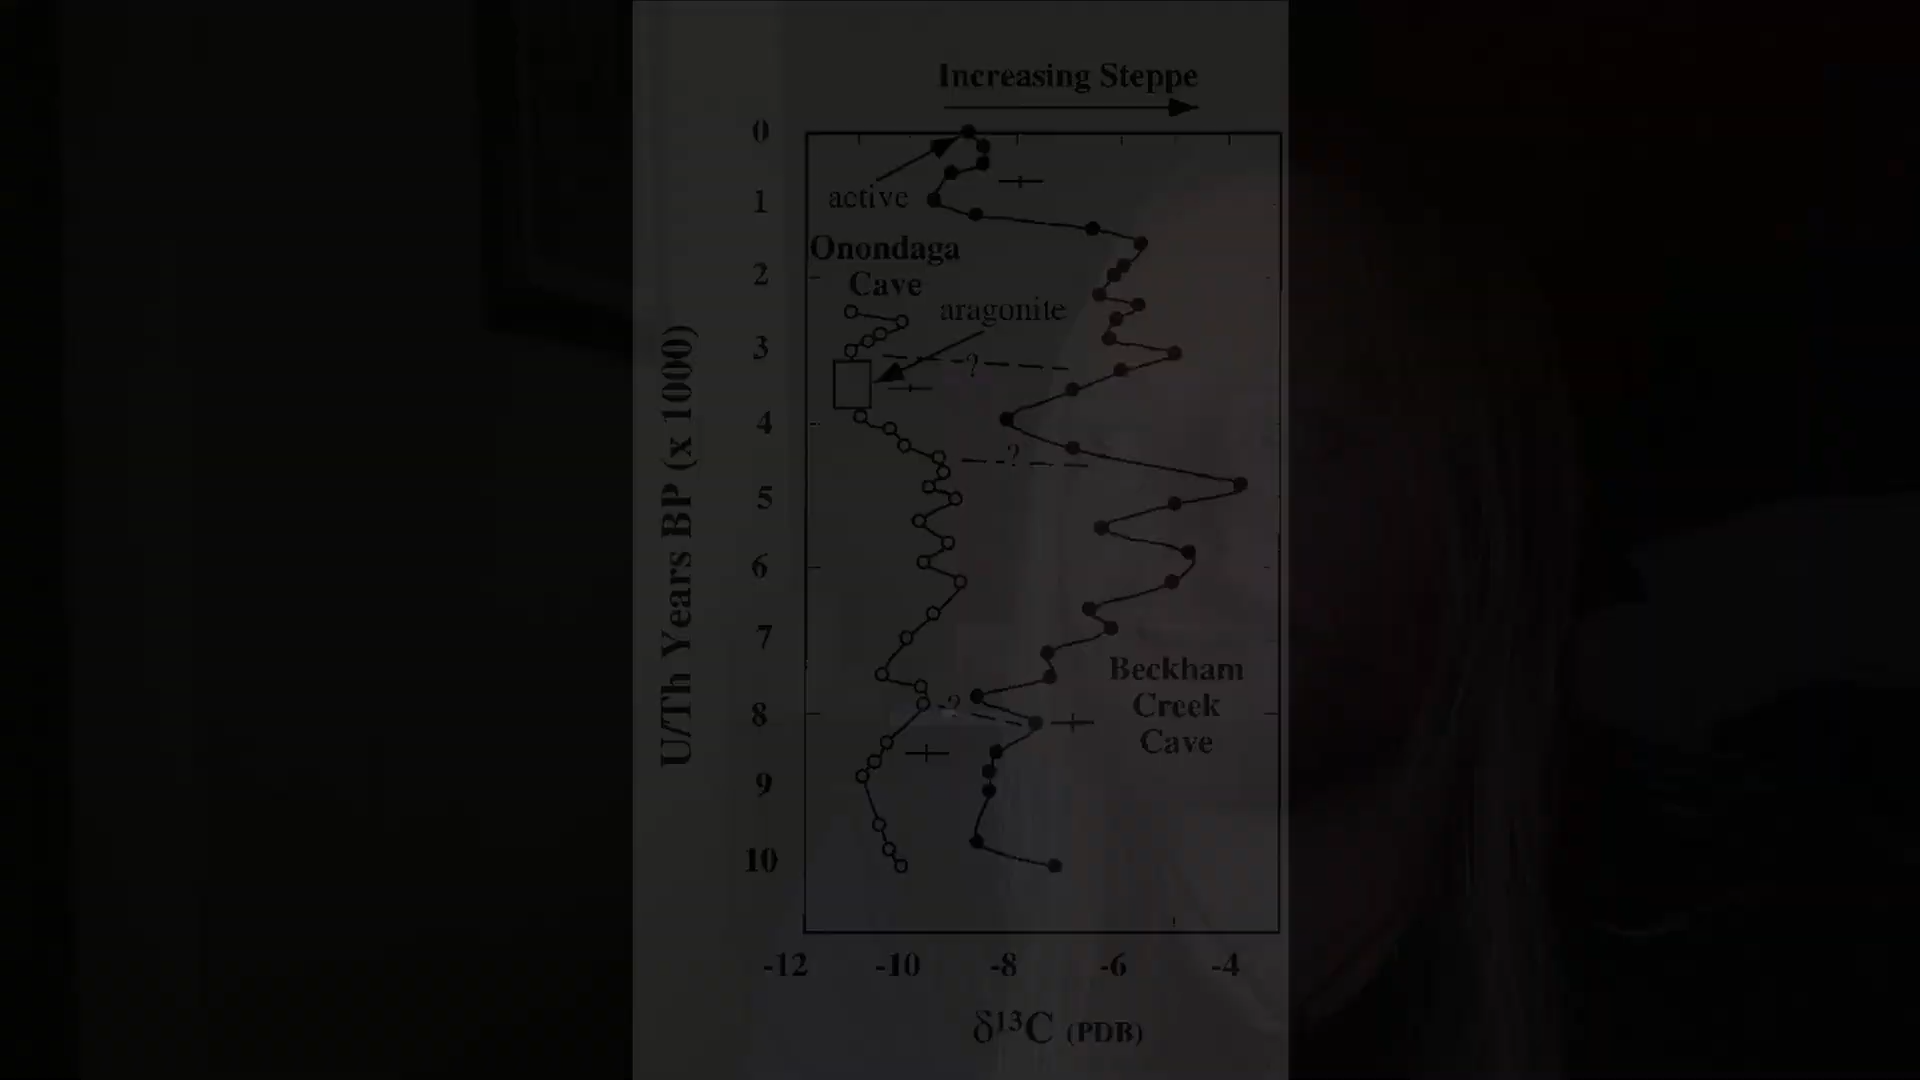 Increasing Steppe
0
active
1
Onondaga
Cave
2
aragonite
3
?
4
?
5
6
7
Beckham
Creek
Cave
8
?
9
10
U/Th Years BP (x 1000)
-12 -10 -8 -6 -4
δ¹³C (PDB)